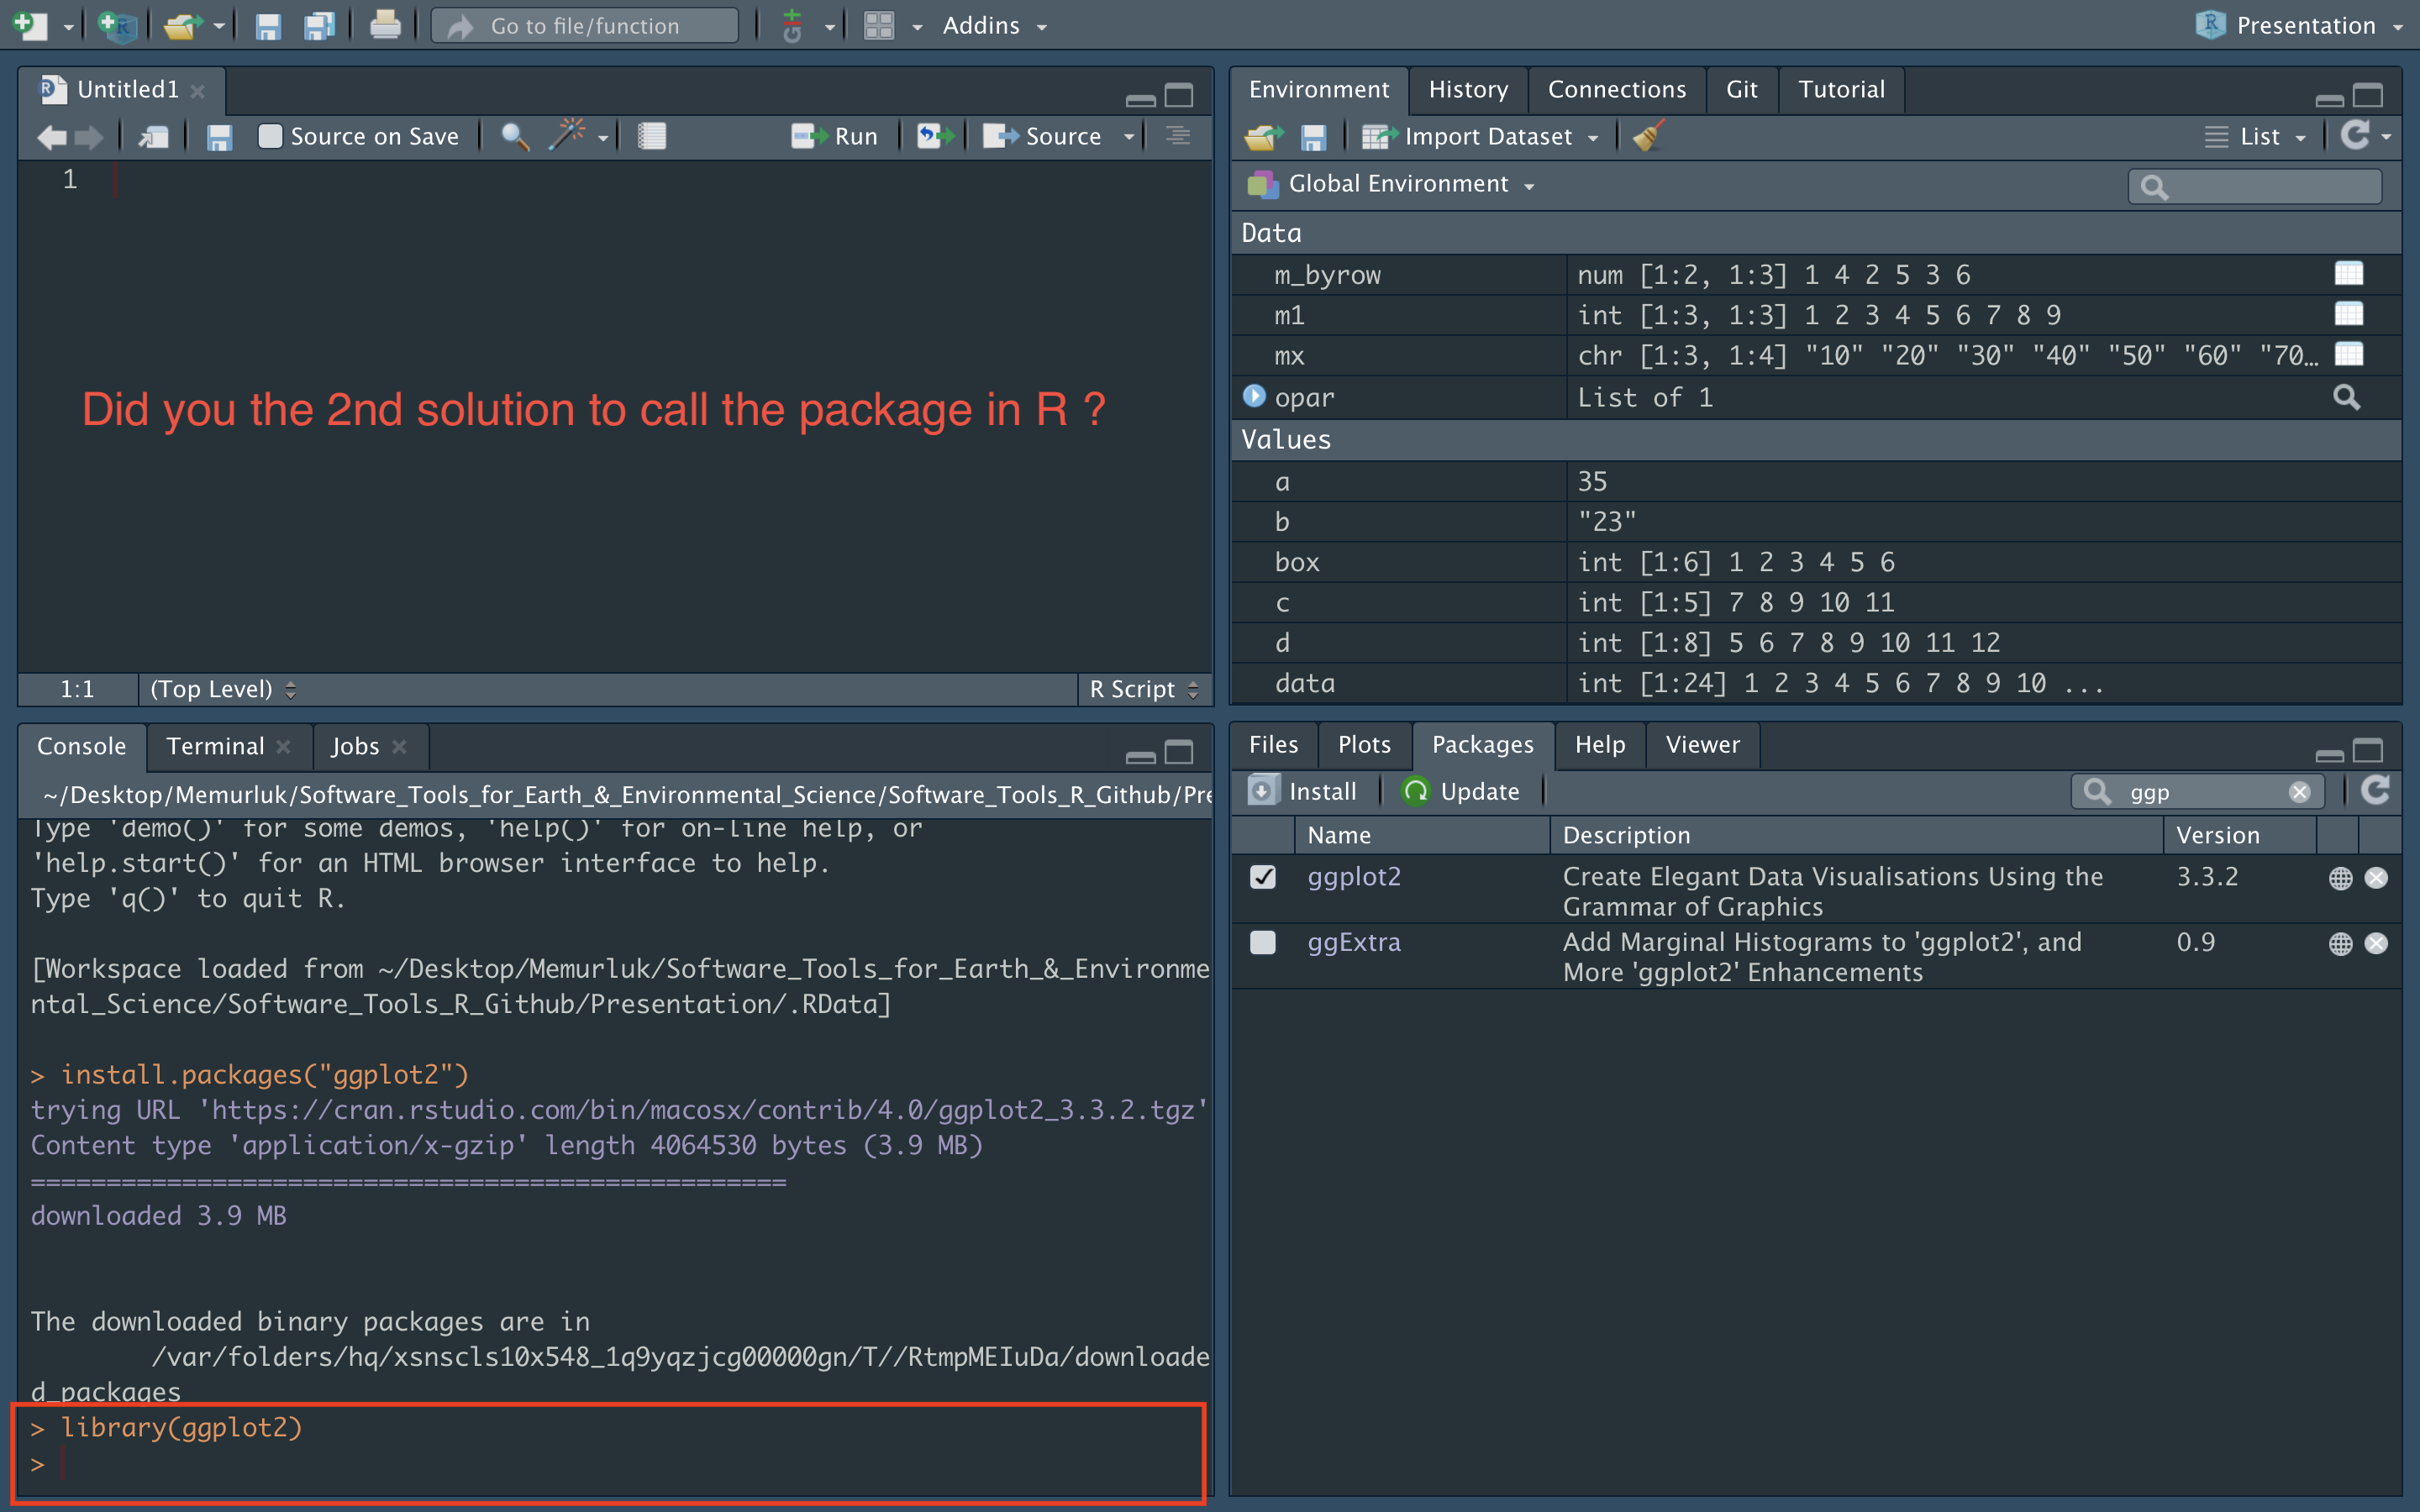 Go to file/function
Git
Addins
Presentation
Untitled1
Source on Save
Run
Source
1
Did you the 2nd solution to call the package in R ?
1:1 (Top Level) R Script
Environment History Connections Git Tutorial
Import Dataset List
Global Environment
Data
m_byrow num [1:2, 1:3] 1 4 2 5 3 6
m1 int [1:3, 1:3] 1 2 3 4 5 6 7 8 9
mx chr [1:3, 1:4] "10" "20" "30" "40" "50" "60" "70…
opar List of 1
Values
a 35
b "23"
box int [1:6] 1 2 3 4 5 6
c int [1:5] 7 8 9 10 11
d int [1:8] 5 6 7 8 9 10 11 12
data int [1:24] 1 2 3 4 5 6 7 8 9 10 ...
Console Terminal Jobs
~/Desktop/Memurluk/Software_Tools_for_Earth_&_Environmental_Science/Software_Tools_R_Github/Pre
Type 'demo()' for some demos, 'help()' for on-line help, or
'help.start()' for an HTML browser interface to help.
Type 'q()' to quit R.
[Workspace loaded from ~/Desktop/Memurluk/Software_Tools_for_Earth_&_Environme
ntal_Science/Software_Tools_R_Github/Presentation/.RData]
> install.packages("ggplot2")
trying URL 'https://cran.rstudio.com/bin/macosx/contrib/4.0/ggplot2_3.3.2.tgz'
Content type 'application/x-gzip' length 4064530 bytes (3.9 MB)
==================================================
downloaded 3.9 MB
The downloaded binary packages are in
/var/folders/hq/xsnscls10x548_1q9yqzjcg00000gn/T//RtmpMEIuDa/downloade
d_packages
> library(ggplot2)
>
Files Plots Packages Help Viewer
Install Update ggp
Name Description Version
ggplot2 Create Elegant Data Visualisations Using the 3.3.2
Grammar of Graphics
ggExtra Add Marginal Histograms to 'ggplot2', and 0.9
More 'ggplot2' Enhancements